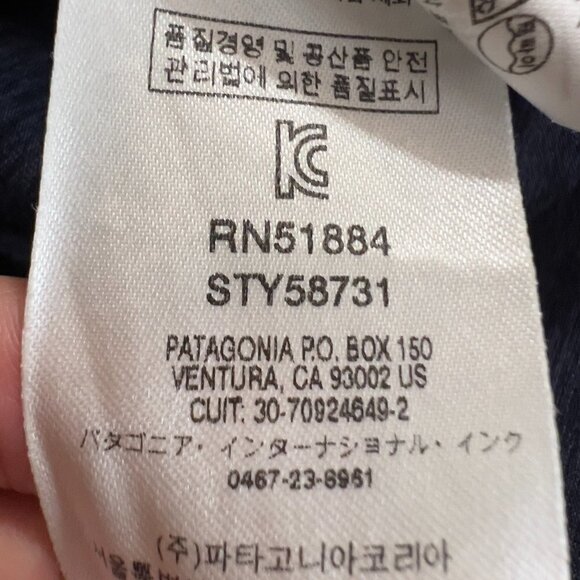 품질경영 및 공산품 안전
관리법에 의한 품질표시
RN51884
STY58731
PATAGONIA P.O. BOX 150
VENTURA, CA 93002 US
CUIT: 30-70924649-2
パタゴニア・インターナショナル・インク
0467-23-8961
(주)파타고니아코리아